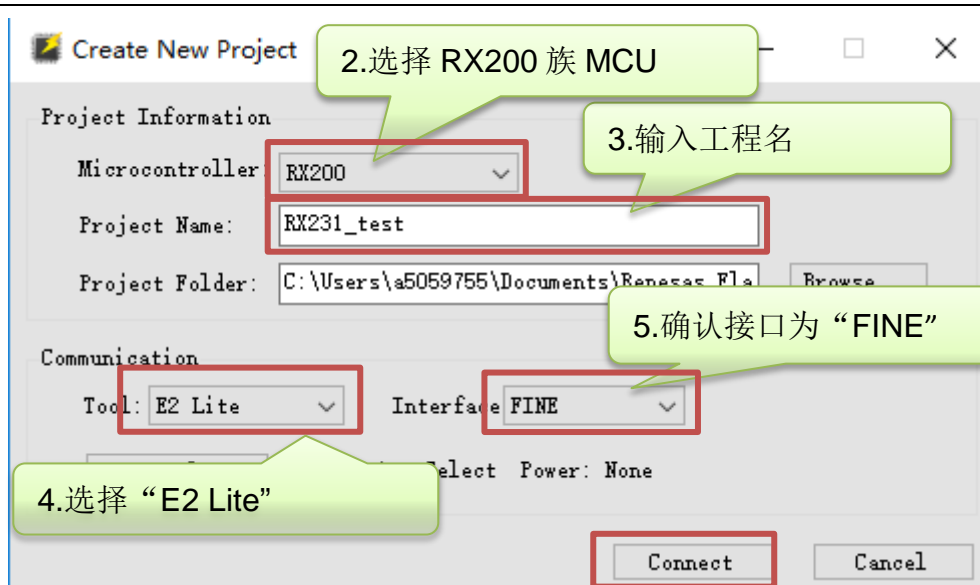 Create New Project
2.选择 RX200 族 MCU
Project Information
3.输入工程名
Microcontroller:
RX200
Project Name:
RX231_test
Project Folder:
C:\Users\a5059755\Documents\Renesas Fla
Browse...
5.确认接口为“FINE”
Communication
Tool: E2 Lite
Interface FINE
Select Power: None
4.选择“E2 Lite”
Connect
Cancel